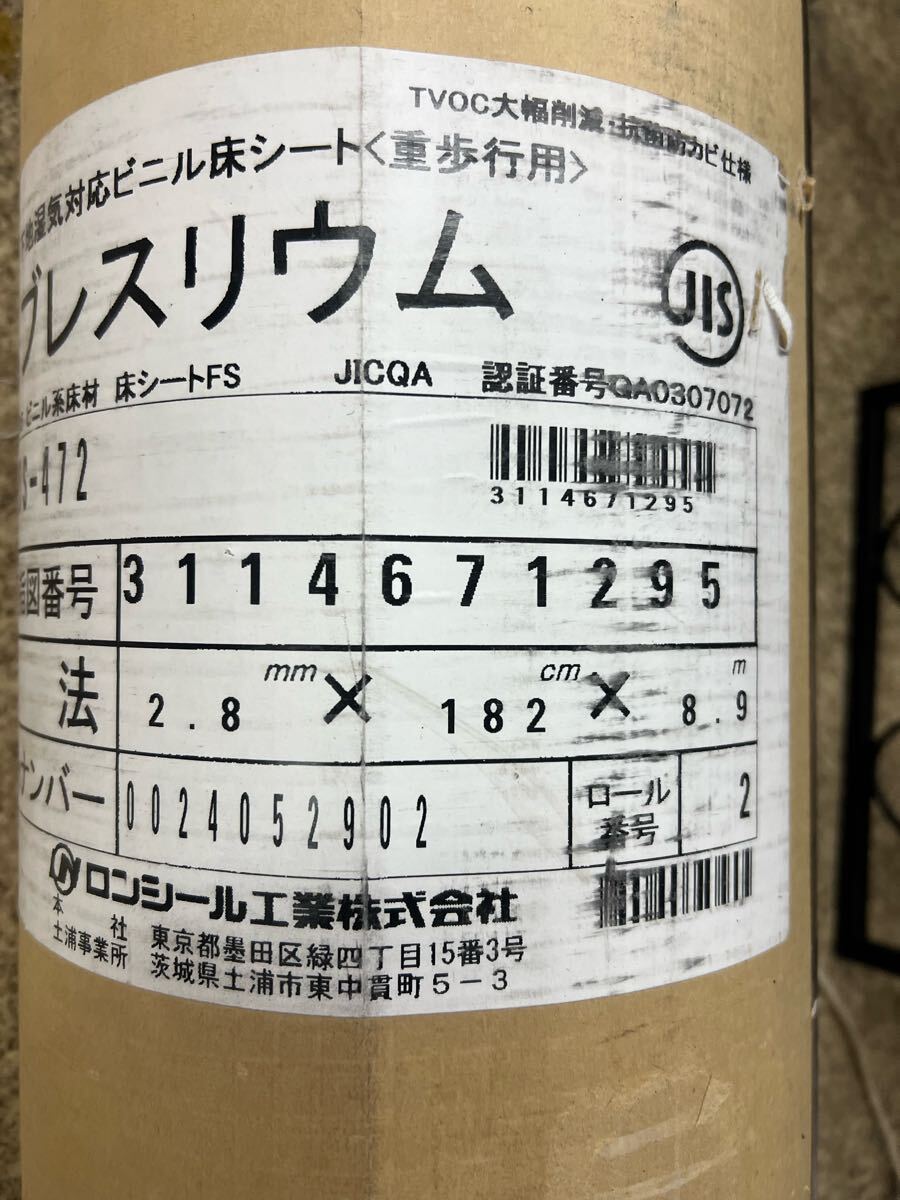 TVOC大幅削減・抗菌防カビ仕様
地湿気対応ビニル床シート<重歩行用>
ブレスリウム
JIS
ビニル系床材 床シートFS JICQA 認証番号QA0307072
S-472
3114671295
図番号 3114671295
法 2.8mm × 182cm × 8.9m
ナンバー 0024052902 ロール番号 2
ロンシール工業株式会社
本社 東京都墨田区緑四丁目15番3号
土浦事業所 茨城県土浦市東中貫町5-3